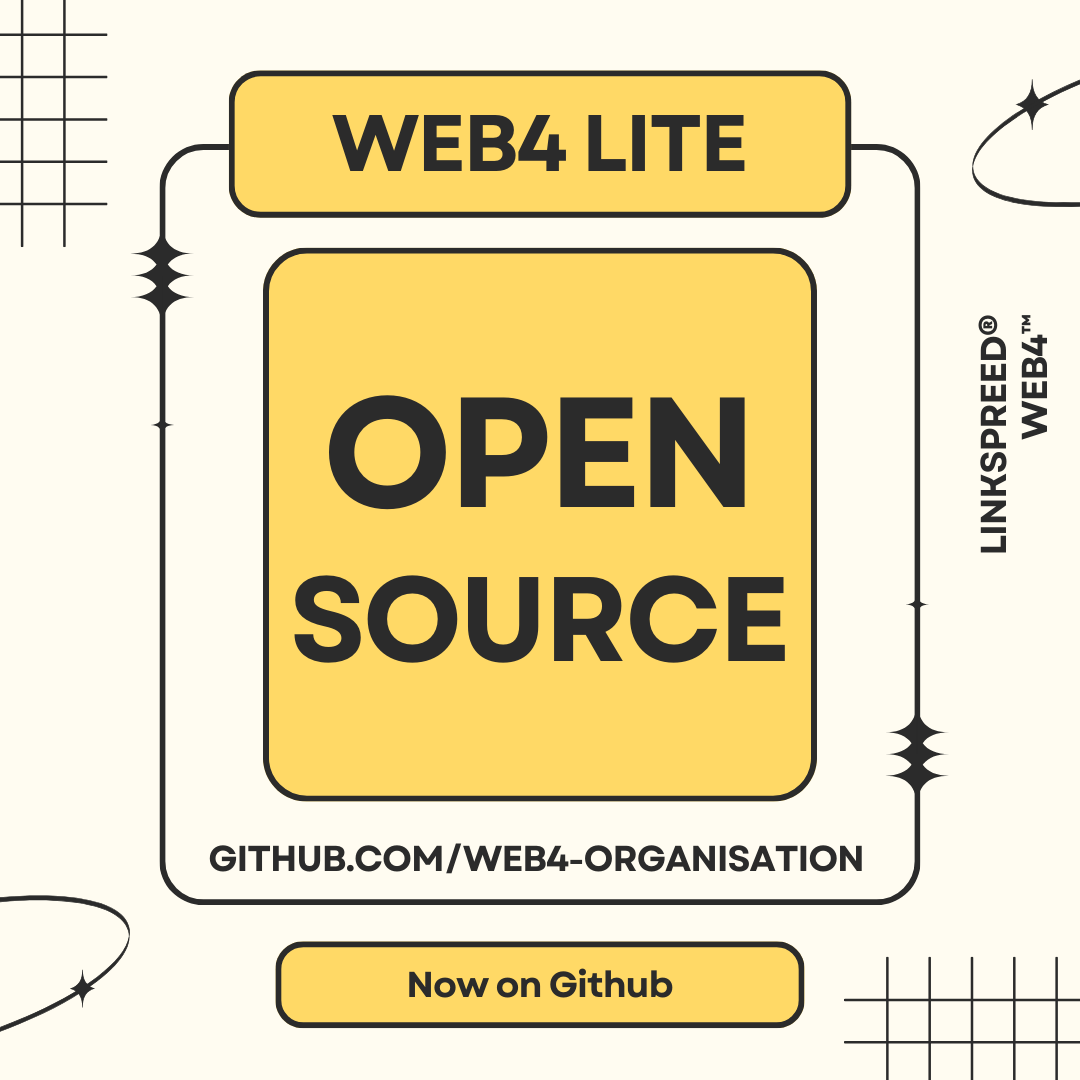 WEB4 LITE
OPEN
SOURCE
LINKSPREED®
WEB4™
GITHUB.COM/WEB4-ORGANISATION
Now on Github